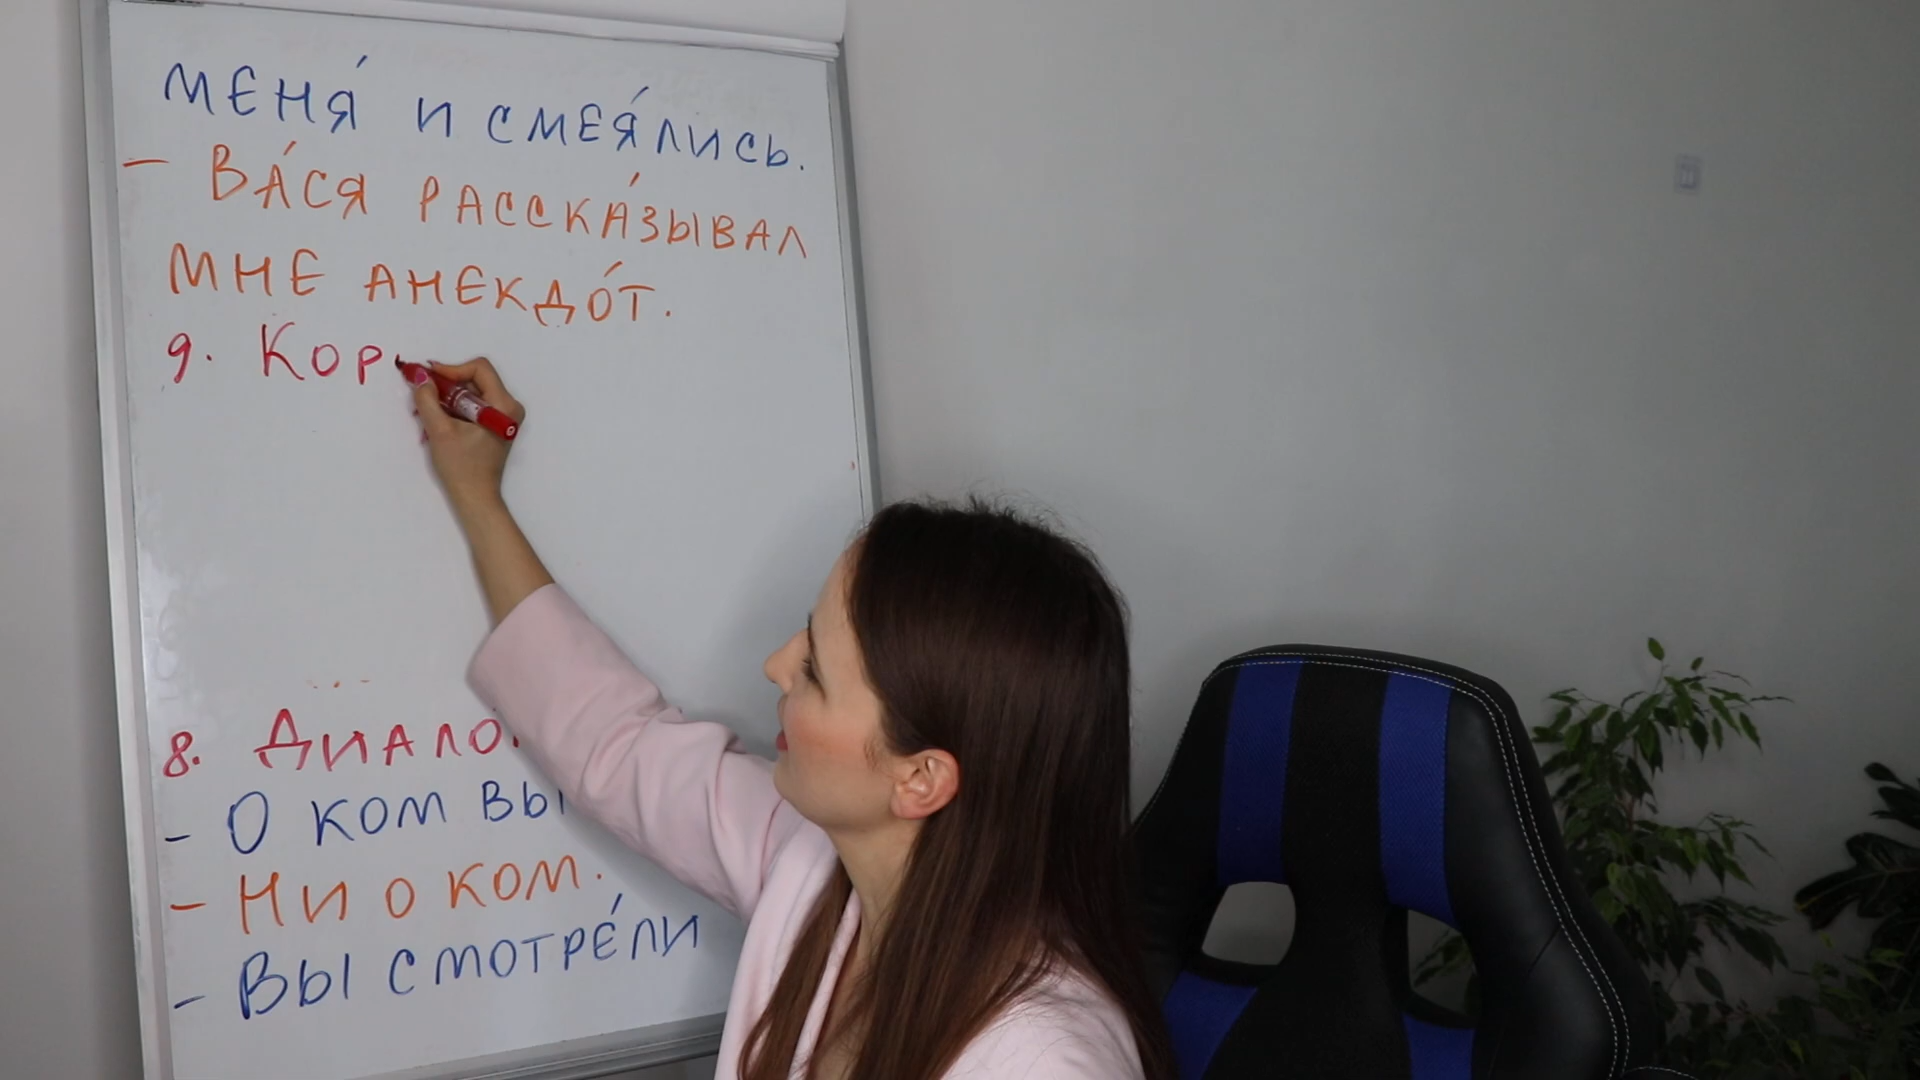 МЕНЯ́ И СМЕЯ́ЛИСЬ.
- ВА́СЯ РАССКА́ЗЫВАЛ
МНЕ АНЕКДО́Т.
9. КОР
8. ДИАЛО
- О КОМ ВЫ
- НИ О КОМ.
- ВЫ СМОТРЕ́ЛИ